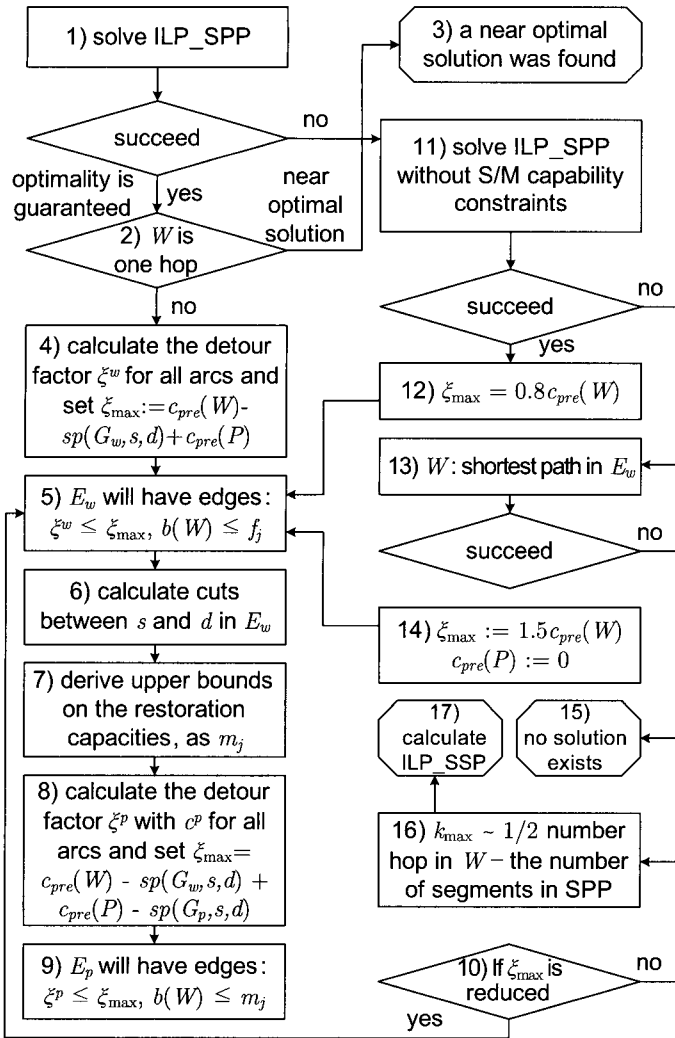 1) solve ILP_SPP
succeed
no
optimality is
guaranteed
yes
near
optimal
solution
2) W is
one hop
no
3) a near optimal
solution was found
4) calculate the detour
factor ξ^w for all arcs and
set ξ_max:=c_pre(W)-
sp(G_w,s,d)+c_pre(P)
5) E_w will have edges:
ξ^w ≤ ξ_max, b(W) ≤ f_j
6) calculate cuts
between s and d in E_w
7) derive upper bounds
on the restoration
capacities, as m_j
8) calculate the detour
factor ξ^p with c^p for all
arcs and set ξ_max=
c_pre(W) - sp(G_w,s,d) +
c_pre(P) - sp(G_p,s,d)
9) E_p will have edges:
ξ^p ≤ ξ_max, b(W) ≤ m_j
11) solve ILP_SPP
without S/M capability
constraints
succeed
no
yes
12) ξ_max = 0.8c_pre(W)
13) W: shortest path in E_w
succeed
no
14) ξ_max := 1.5c_pre(W)
c_pre(P) := 0
17)
calculate
ILP_SSP
15)
no solution
exists
16) k_max ~ 1/2 number
hop in W – the number
of segments in SPP
10) If ξ_max is
reduced
no
yes